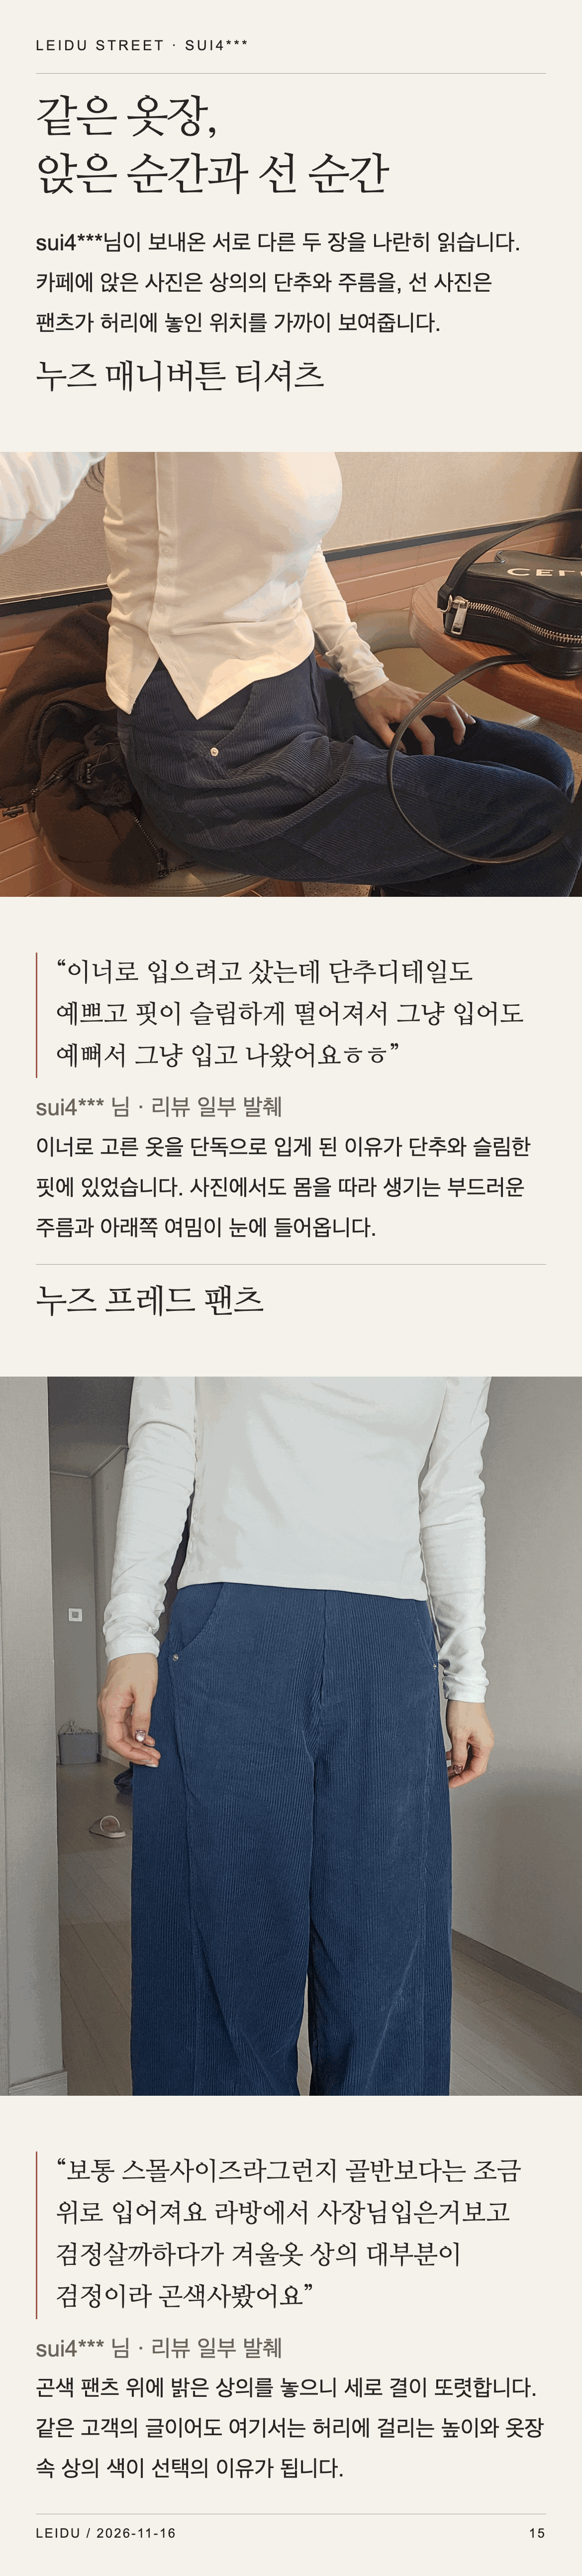 LEIDU STREET · SUI4***
같은 옷장,
앉은 순간과 선 순간
sui4***님이 보내온 서로 다른 두 장을 나란히 읽습니다.
카페에 앉은 사진은 상의의 단추와 주름을, 선 사진은
팬츠가 허리에 놓인 위치를 가까이 보여줍니다.
누즈 매니버튼 티셔츠
“이너로 입으려고 샀는데 단추디테일도
예쁘고 핏이 슬림하게 떨어져서 그냥 입어도
예뻐서 그냥 입고 나왔어요ㅎㅎ”
sui4*** 님 · 리뷰 일부 발췌
이너로 고른 옷을 단독으로 입게 된 이유가 단추와 슬림한
핏에 있었습니다. 사진에서도 몸을 따라 생기는 부드러운
주름과 아래쪽 여밈이 눈에 들어옵니다.
누즈 프레드 팬츠
“보통 스몰사이즈라그런지 골반보다는 조금
위로 입어져요 라방에서 사장님입은거보고
검정살까하다가 겨울옷 상의 대부분이
검정이라 곤색사봤어요”
sui4*** 님 · 리뷰 일부 발췌
곤색 팬츠 위에 밝은 상의를 놓으니 세로 결이 또렷합니다.
같은 고객의 글이어도 여기서는 허리에 걸리는 높이와 옷장
속 상의 색이 선택의 이유가 됩니다.
LEIDU / 2026-11-16
15